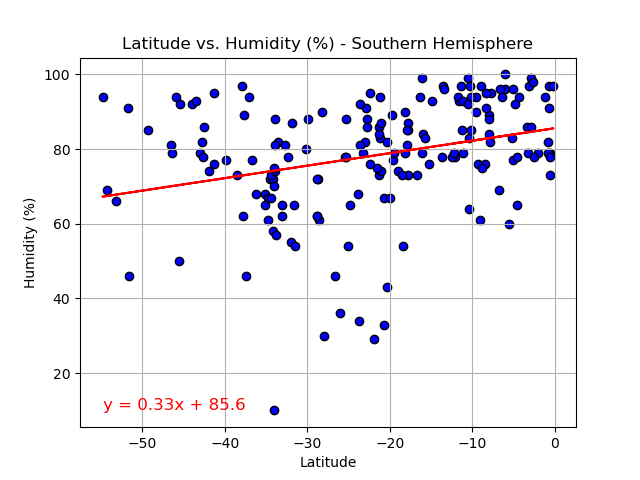 Latitude vs. Humidity (%) - Southern Hemisphere
100
80
60
40
20
Humidity (%)
y = 0.33x + 85.6
−50 −40 −30 −20 −10 0
Latitude